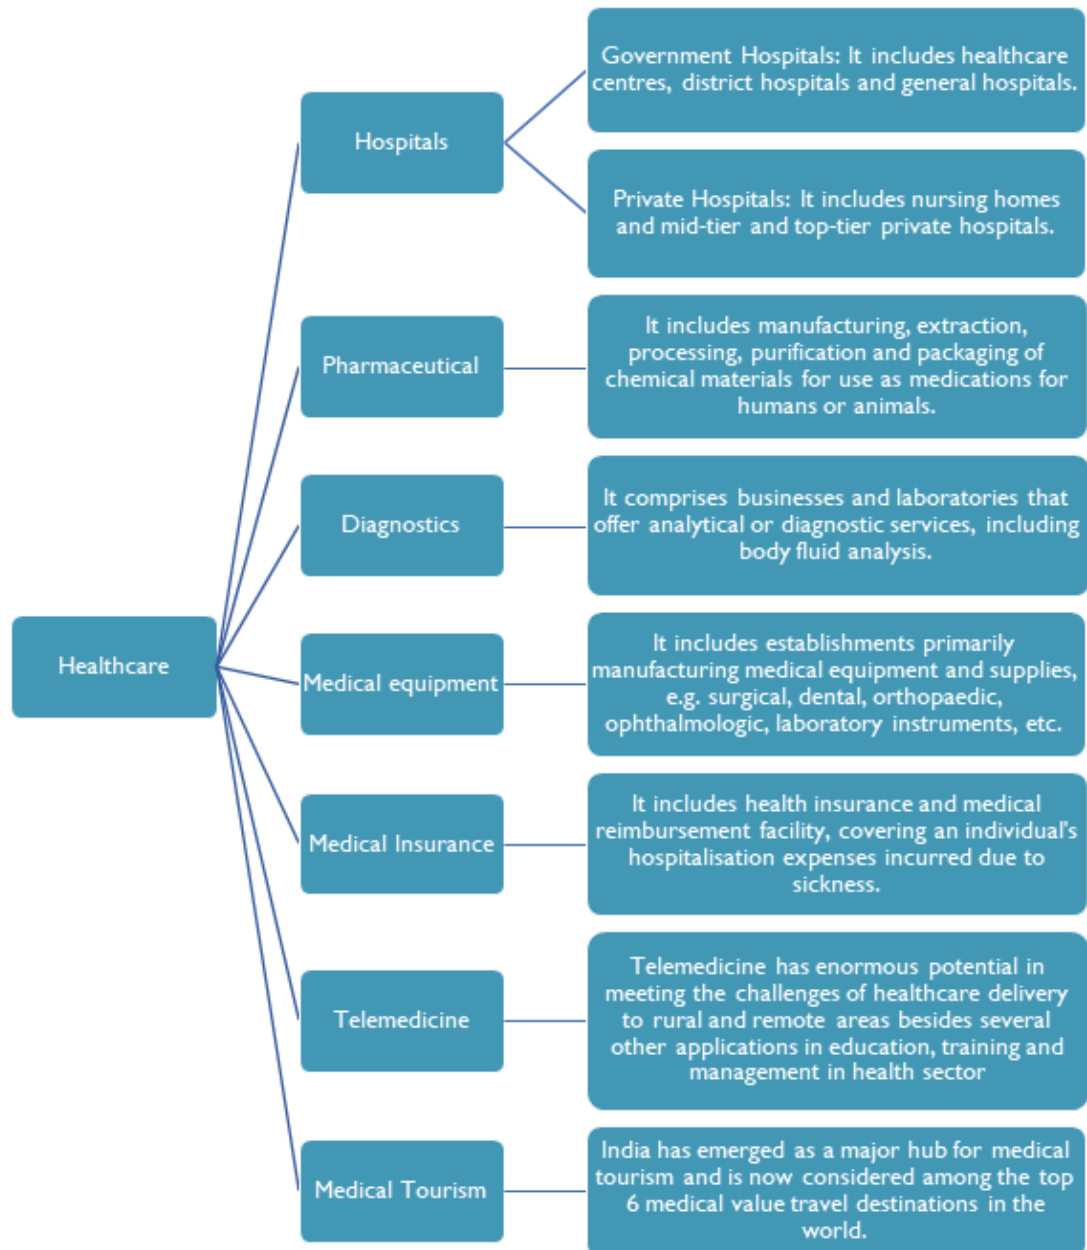 Healthcare
Hospitals
Government Hospitals: It includes healthcare
centres, district hospitals and general hospitals.
Private Hospitals: It includes nursing homes
and mid-tier and top-tier private hospitals.
Pharmaceutical
It includes manufacturing, extraction,
processing, purification and packaging of
chemical materials for use as medications for
humans or animals.
Diagnostics
It comprises businesses and laboratories that
offer analytical or diagnostic services, including
body fluid analysis.
Medical equipment
It includes establishments primarily
manufacturing medical equipment and supplies,
e.g. surgical, dental, orthopaedic,
ophthalmologic, laboratory instruments, etc.
Medical Insurance
It includes health insurance and medical
reimbursement facility, covering an individual's
hospitalisation expenses incurred due to
sickness.
Telemedicine
Telemedicine has enormous potential in
meeting the challenges of healthcare delivery
to rural and remote areas besides several
other applications in education, training and
management in health sector
Medical Tourism
India has emerged as a major hub for medical
tourism and is now considered among the top
6 medical value travel destinations in the
world.